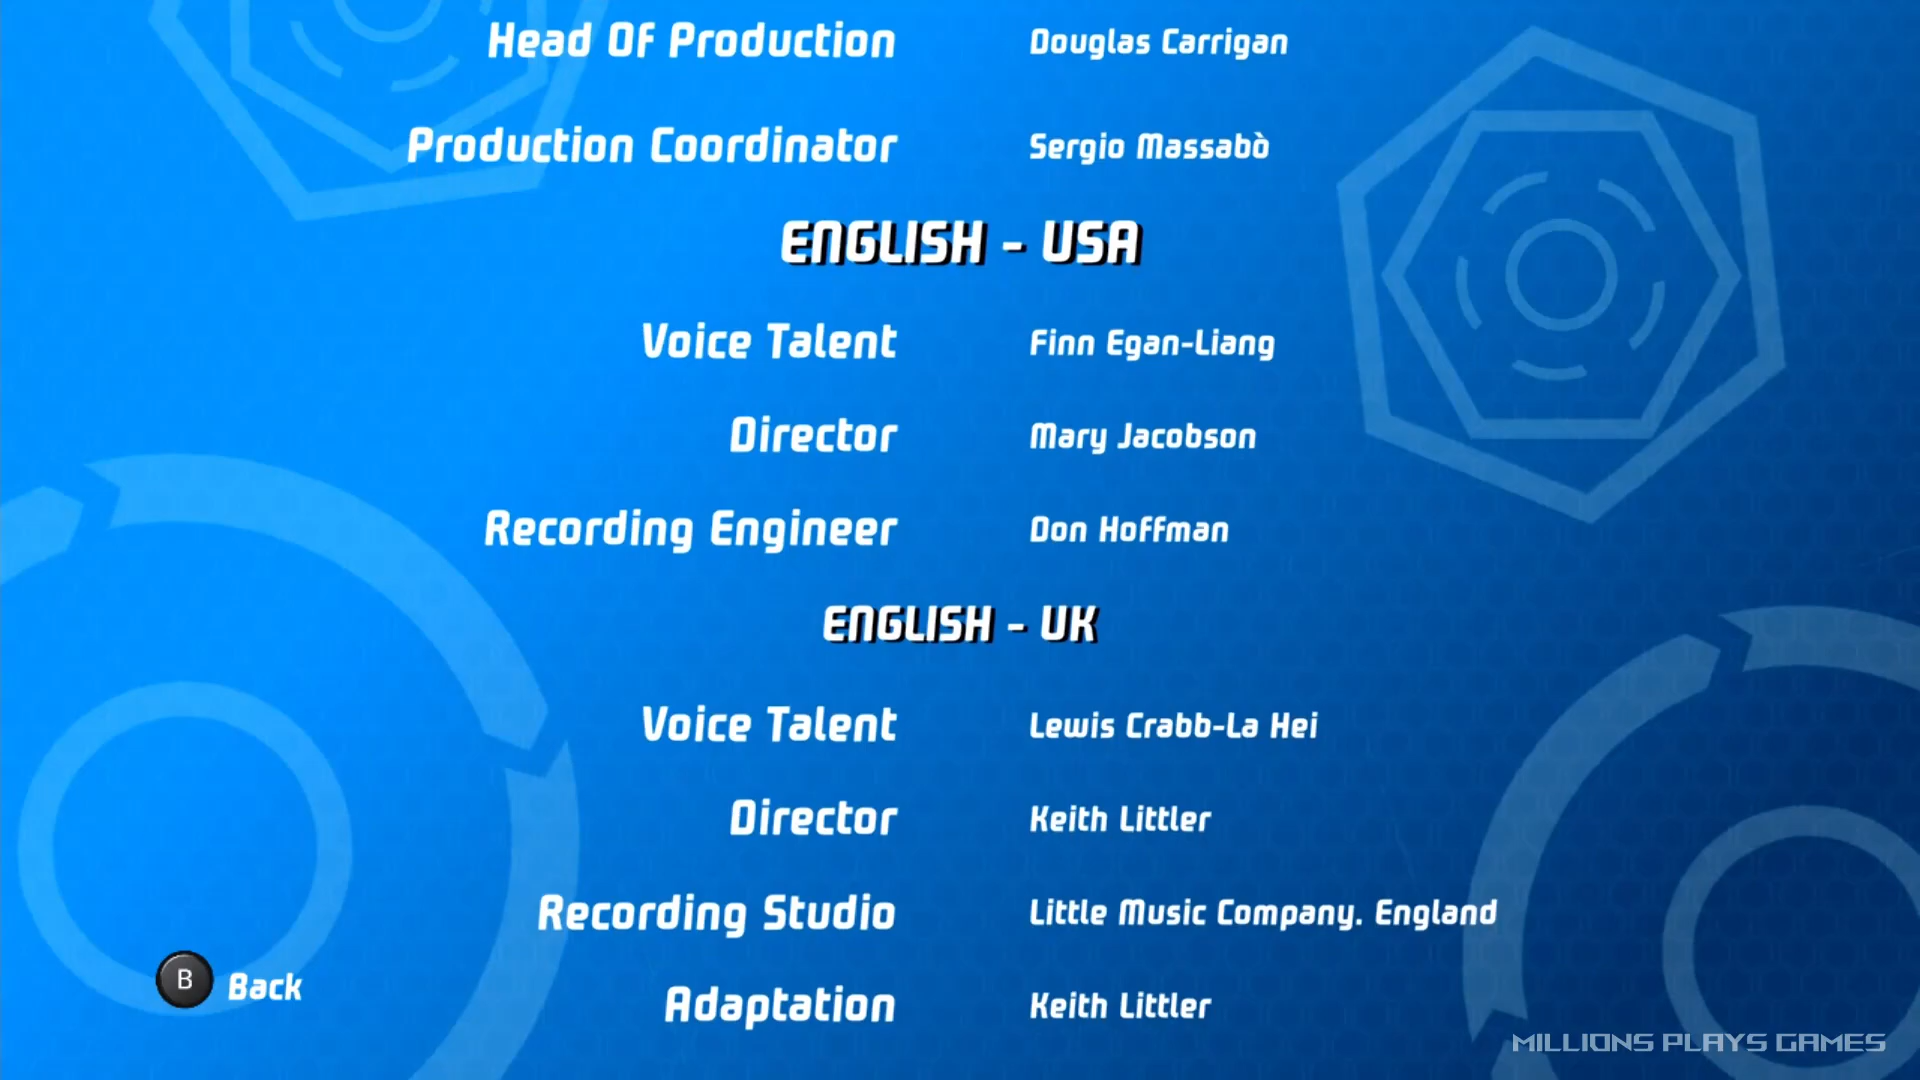 Head Of Production Douglas Carrigan
Production Coordinator Sergio Massabò
ENGLISH - USA
Voice Talent Finn Egan-Liang
Director Mary Jacobson
Recording Engineer Don Hoffman
ENGLISH - UK
Voice Talent Lewis Crabb-La Hei
Director Keith Littler
Recording Studio Little Music Company. England
B Back
Adaptation Keith Littler
MILLIONS PLAYS GAMES